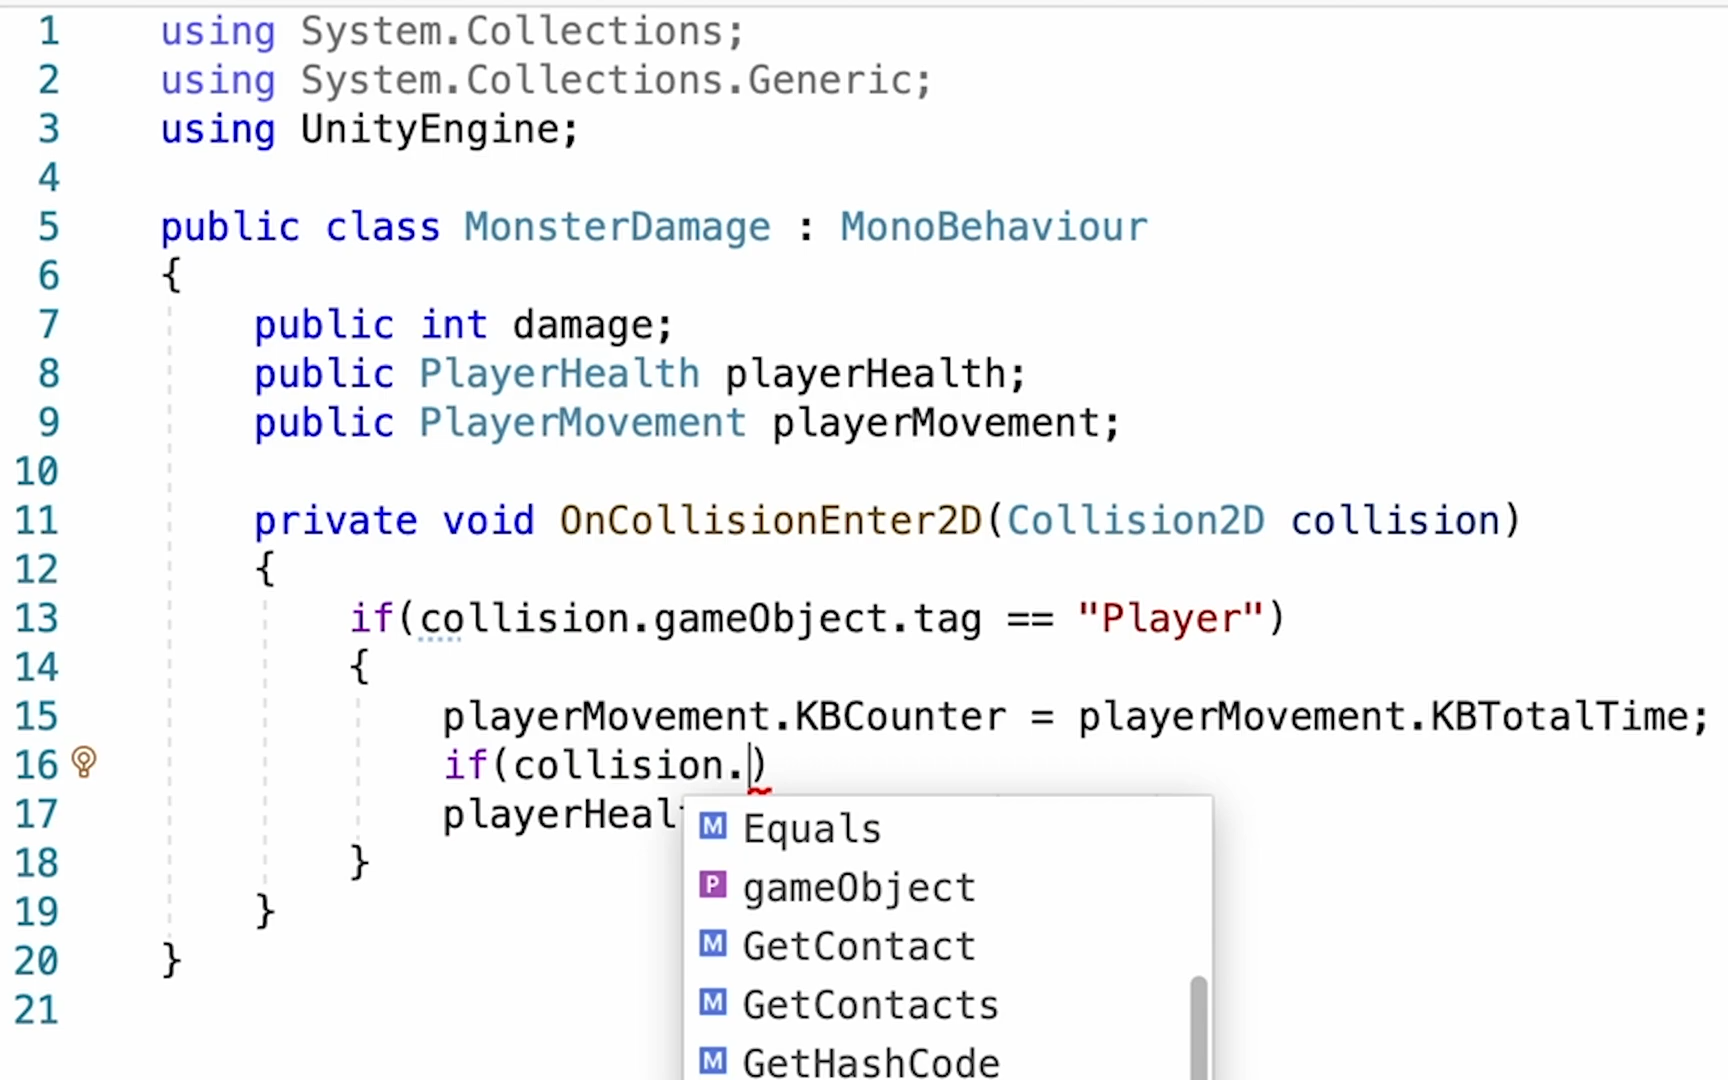 1 using System.Collections;
2 using System.Collections.Generic;
3 using UnityEngine;
4
5 public class MonsterDamage : MonoBehaviour
6 {
7 public int damage;
8 public PlayerHealth playerHealth;
9 public PlayerMovement playerMovement;
10
11 private void OnCollisionEnter2D(Collision2D collision)
12 {
13 if(collision.gameObject.tag == "Player")
14 {
15 playerMovement.KBCounter = playerMovement.KBTotalTime;
16 if(collision.)
17 playerHeal
18 }
19 }
20 }
21
M Equals
P gameObject
M GetContact
M GetContacts
M GetHashCode